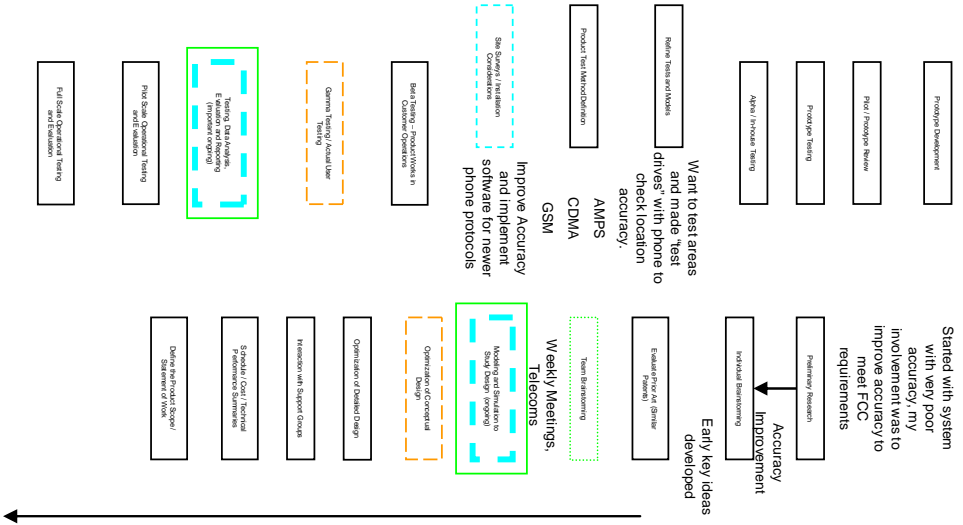 Prototype Development
Pilot / Prototype Review
Prototype Testing
Alpha / In-house Testing
Refine Tests and Models
Want to test areas
and made “test
drives” with phone to
check location
accuracy.
Product Test Method Definition
AMPS
CDMA
GSM
Site Surveys / Installation
Considerations
Improve Accuracy
and implement
software for newer
phone protocols
Beta Testing – Product Works in
Customer Operations
Gamma Testing / Actual User
Testing
Testing, Data Analysis,
Evaluation and Reporting
(important ongoing)
Pilot Scale Operational Testing
and Evaluation
Full Scale Operational Testing
and Evaluation
Started with system
with very poor
accuracy, my
involvement was to
improve accuracy to
meet FCC
requirements
Preliminary Research
Accuracy
Improvement
Individual Brainstorming
Early key ideas
developed
Evaluate Prior Art (Similar
Patents)
Team Brainstorming
Weekly Meetings,
Telecoms
Modeling and Simulation to
Study Design (ongoing)
Optimization of Conceptual
Design
Optimization of Detailed Design
Interaction with Support Groups
Schedule / Cost / Technical
Performance Summaries
Define the Product Scope /
Statement of Work